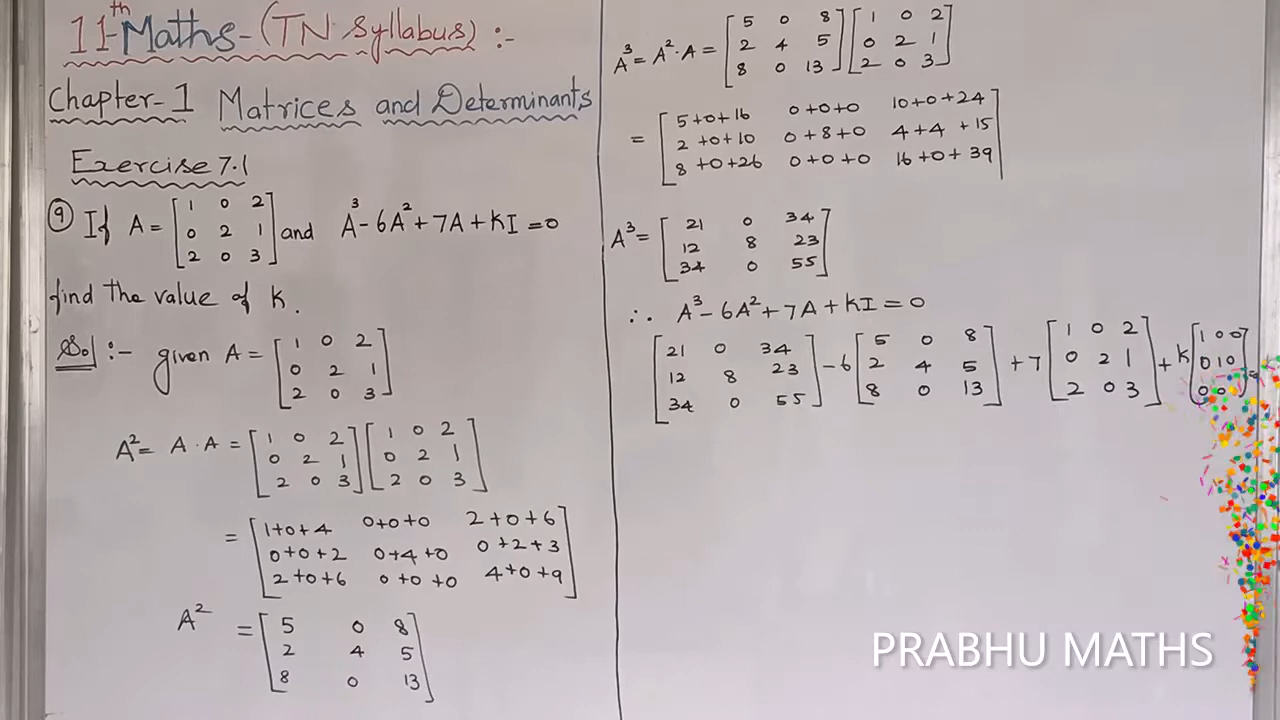 11th Maths - (TN Syllabus) :-
Chapter-1 Matrices and Determinants
Exercise 7.1
9 If A = [1 0 2; 0 2 1; 2 0 3] and A³ - 6A² + 7A + KI = 0
find the value of K.
Sol :- given A = [1 0 2; 0 2 1; 2 0 3]
A² = A . A = [1 0 2; 0 2 1; 2 0 3] [1 0 2; 0 2 1; 2 0 3]
= [1+0+4 0+0+0 2+0+6; 0+0+2 0+4+0 0+2+3; 2+0+6 0+0+0 4+0+9]
A² = [5 0 8; 2 4 5; 8 0 13]
A³ = A² . A = [5 0 8; 2 4 5; 8 0 13] [1 0 2; 0 2 1; 2 0 3]
= [5+0+16 0+0+0 10+0+24; 2+0+10 0+8+0 4+4+15; 8+0+26 0+0+0 16+0+39]
A³ = [21 0 34; 12 8 23; 34 0 55]
∴ A³ - 6A² + 7A + KI = 0
[21 0 34; 12 8 23; 34 0 55] - 6 [5 0 8; 2 4 5; 8 0 13] + 7 [1 0 2; 0 2 1; 2 0 3] + K [1 0 0; 0 1 0; 0 0 1]
PRABHU MATHS